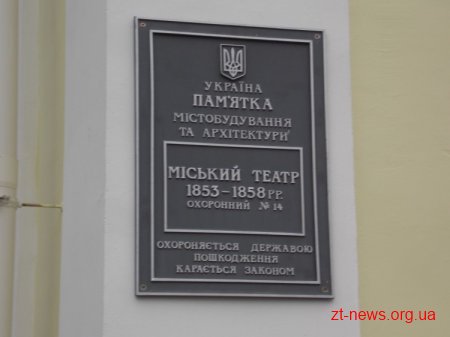 УКРАЇНА
ПАМ'ЯТКА
МІСТОБУДУВАННЯ
ТА АРХІТЕКТУРИ
МІСЬКИЙ ТЕАТР
1853-1858 РР.
ОХОРОННИЙ № 14
ОХОРОНЯЄТЬСЯ ДЕРЖАВОЮ
ПОШКОДЖЕННЯ
КАРАЄТЬСЯ ЗАКОНОМ
zt-news.org.ua